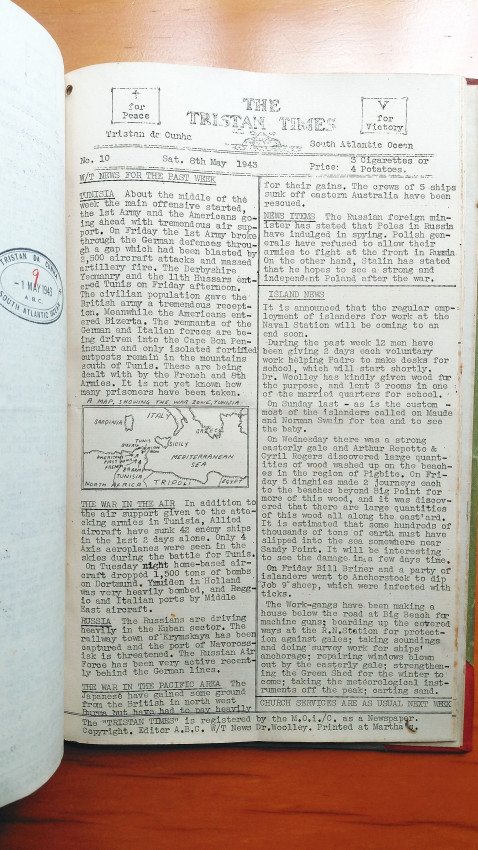 +
for
Peace
THE
TRISTAN TIMES
V
for
Victory
Tristan da Cunha
South Atlantic Ocean
No. 10
Sat. 8th May 1943
Price: 3 Cigarettes or
4 Potatoes.
W/T NEWS FOR THE PAST WEEK
TUNISIA About the middle of the
week the main offensive started,
the 1st Army and the Americans go-
ing ahead with tremendous air sup-
port. On Friday the 1st Army broke
through the German defences throu-
gh a gap which had been blasted by
2,500 aircraft attacks and massed
artillery fire. The Derbyshire
Yeomanry and the 11th Hussars ent-
ered Tunis on Friday afternoon.
The civilian population gave the
British army a tremendous recept-
ion. Meanwhile the Americans ent-
ered Bizerta. The remnants of the
German and Italian forces are be-
ing driven into the Cape Bon Pen-
insular and only isolated fortified
outposts remain in the mountains
south of Tunis. These are being
dealt with by the French and 8th
Armies. It is not yet known how
many prisoners have been taken.
A MAP, SHOWING THE WAR ZONE, TUNISIA
SARDINIA
ITALY
GREECE
TUNIS
SICILY
MEDITERRANEAN
SEA
TUNISIA
NORTH AFRICA
TRIPOLI
EGYPT
THE WAR IN THE AIR In addition to
the air support given to the atta-
cking armies in Tunisia, Allied
aircraft have sunk 42 enemy ships
in the last 2 days alone. Only 4
Axis aeroplanes were seen in the
skies during the battle for Tunis.
On Tuesday night home-based air-
craft dropped 1,500 tons of bombs
on Dortmund. Ymuiden in Holland
was very heavily bombed, and Regg-
io and Italian ports by Middle
East aircraft.
RUSSIA The Russians are driving
heavily in the Kuban sector. The
railway town of Krymskaya has been
captured and the port of Novoross-
isk is threatened. The Russian Air
Force has been very active recent-
ly behind the German lines.
THE WAR IN THE PACIFIC AREA The
Japanese have gained some ground
from the British in north west
Burma but have had to pay heavily
for their gains. The crews of 5 ships
sunk off eastern Australia have been
rescued.
NEWS ITEMS The Russian foreign min-
ister has stated that Poles in Russia
have indulged in spying. Polish gen-
erals have refused to allow their
armies to fight at the front in Russia
On the other hand, Stalin has stated
that he hopes to see a strong and
independent Poland after the war.
ISLAND NEWS
It is announced that the regular emp-
loyment of islanders for work at the
Naval Station will be coming to an
end soon.
During the past week 12 men have
been giving 2 days each voluntary
work helping Padre to make desks for
school, which will start shortly.
Dr. Woolley has kindly given wood for
the purpose, and lent 3 rooms in one
of the married quarters for school.
On Sunday last - as is the custom -
most of the islanders called on Maude
and Norman Swain for tea and to see
the baby.
On Wednesday there was a strong
easterly gale and Arthur Repetto &
Cyril Rogers discovered large quant-
ities of wood washed up on the beach-
es in the region of Pigbite. On Fri-
day 5 dinghies made 2 journeys each
to the beaches beyond Big Point for
more of this wood, and it was discov-
ered that there are large quantities
of this wood all along the east'ard.
It is estimated that some hundreds of
thousands of tons of earth must have
slipped into the sea somewhere near
Sandy Point. It will be interesting
to see the damage in a few days time.
On Friday Bill Briner and a party of
islanders went to Anchorstock to dip
Job 9 sheep, which were infected with
ticks.
The Work-gangs have been making a
house below the road at Big Beach for
machine guns; boarding up the covered
ways at the R.N. Station for protect-
ion against gales; taking soundings
and doing survey work for ships'
anchorage; repairing windows blown
out by the easterly gale; strengthen-
ing the Green Shed for the winter to
come; taking the meteorological inst-
ruments off the peak; carting sand.
CHURCH SERVICES ARE AS USUAL NEXT WEEK
The "TRISTAN TIMES" is registered by the M.O.i./C. as a Newspaper.
Copyright. Editor A.B.C. W/T News Dr. Woolley. Printed at Martha
TRISTAN DA CUNHA
9
-1 MAY 1943
A.B.C.
SOUTH ATLANTIC OCEAN